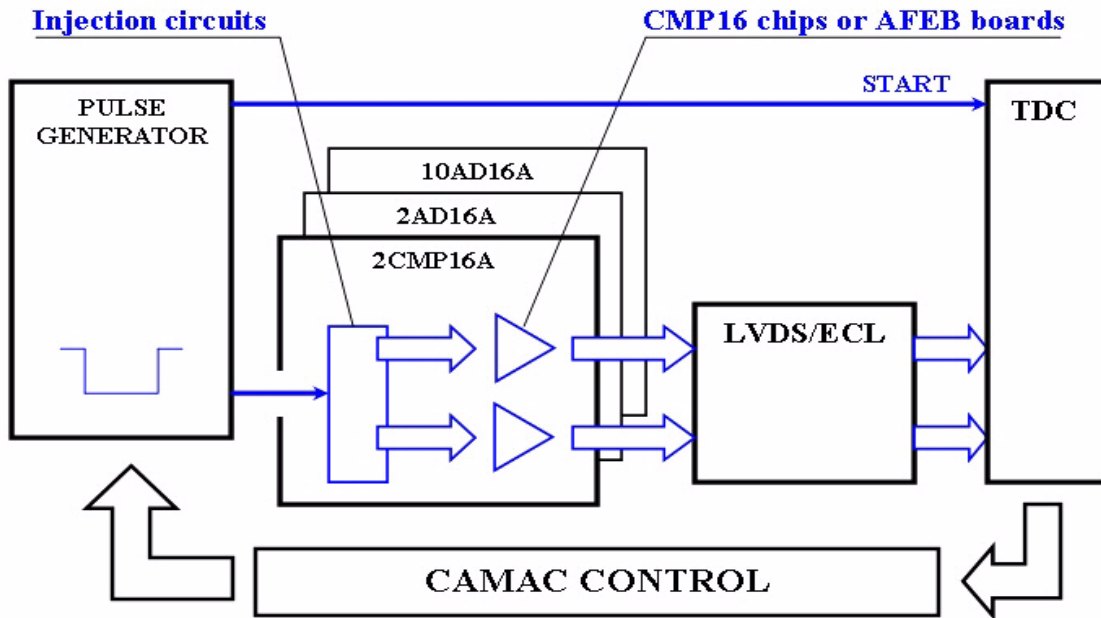 Injection circuits
CMP16 chips or AFEB boards
PULSE
GENERATOR
START
TDC
10AD16A
2AD16A
2CMP16A
LVDS/ECL
CAMAC CONTROL